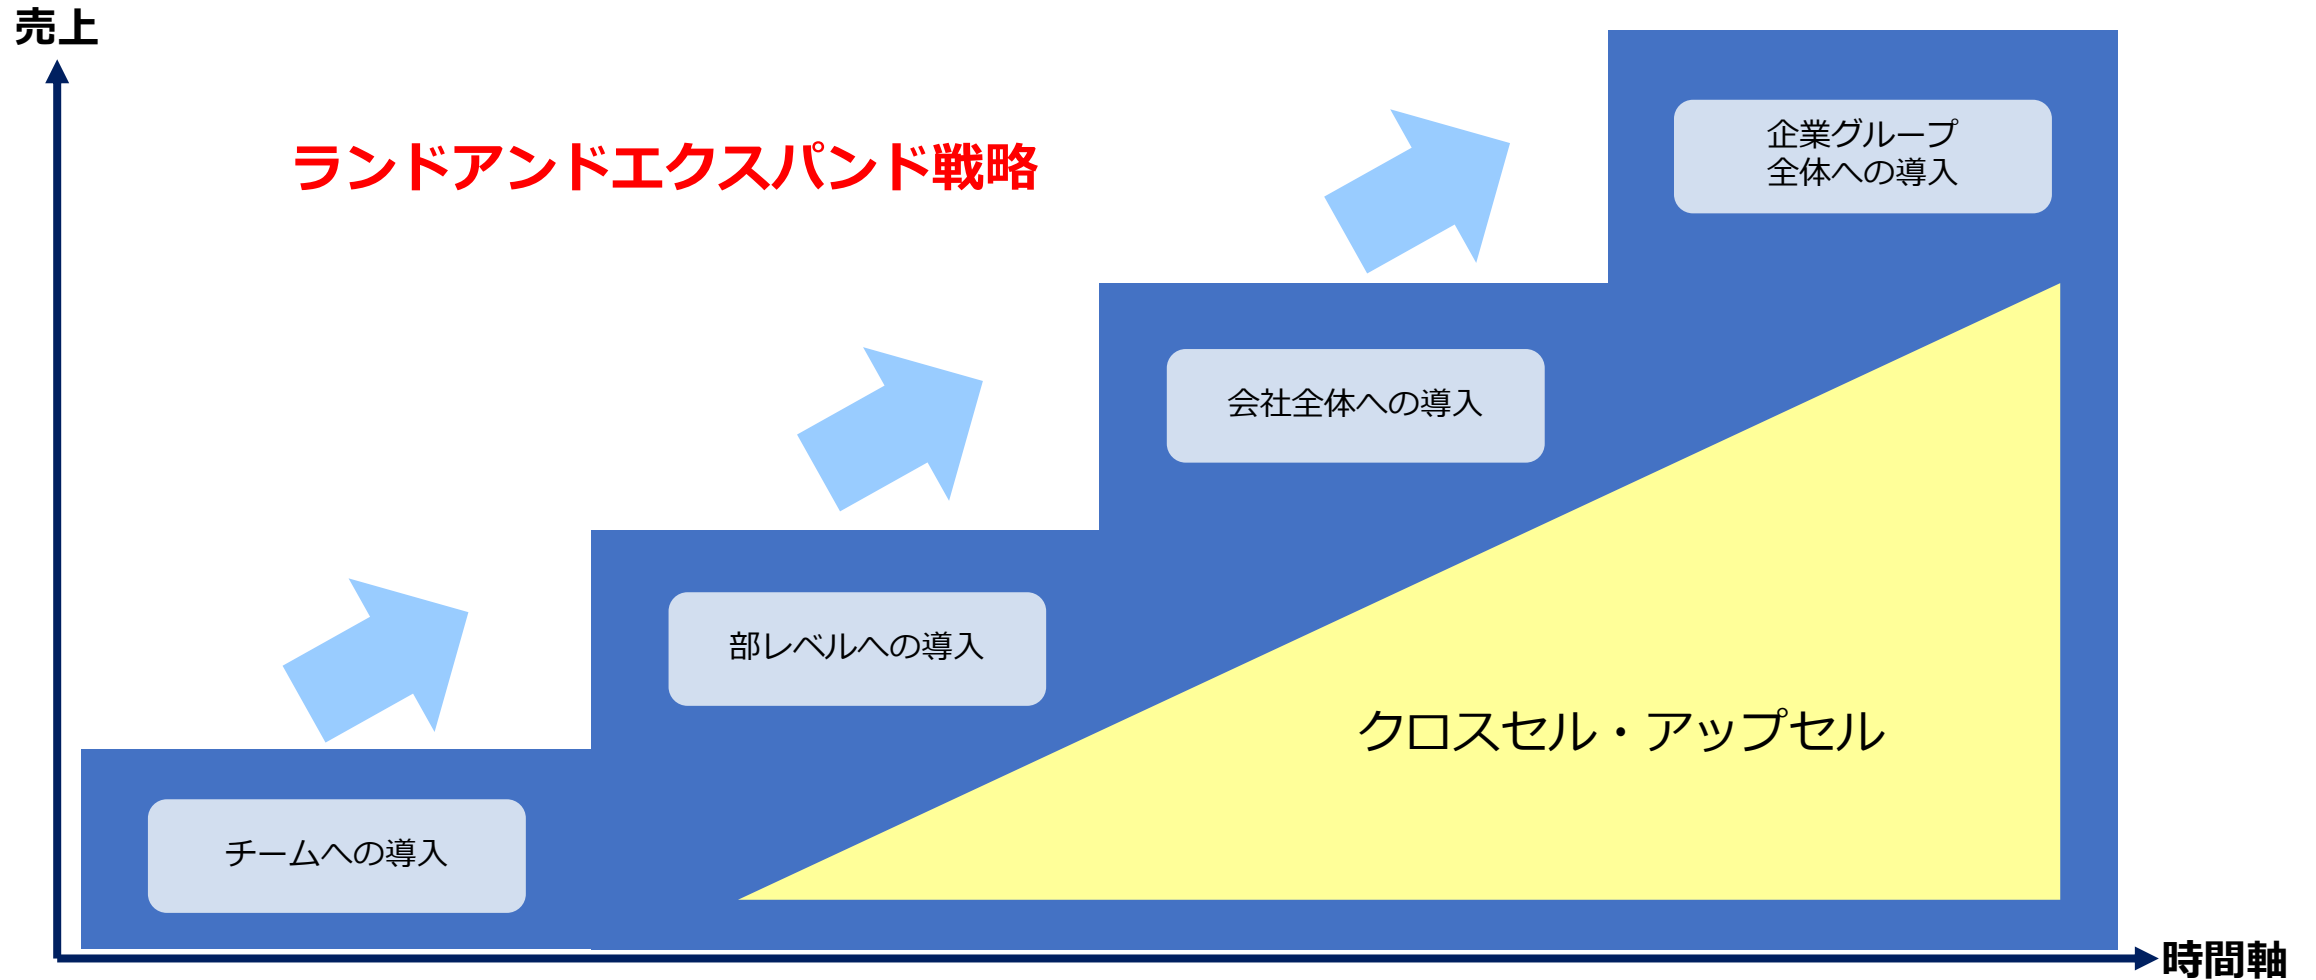 売上
ランドアンドエクスパンド戦略
企業グループ
全体への導入
会社全体への導入
部レベルへの導入
クロスセル・アップセル
チームへの導入
時間軸